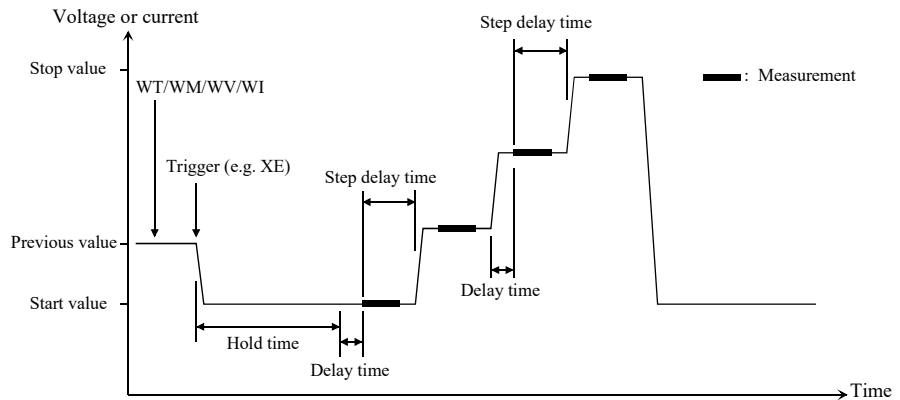 Voltage or current
Step delay time
Stop value
: Measurement
WT/WM/WV/WI
Trigger (e.g. XE)
Step delay time
Previous value
Delay time
Start value
Hold time
Delay time
Time